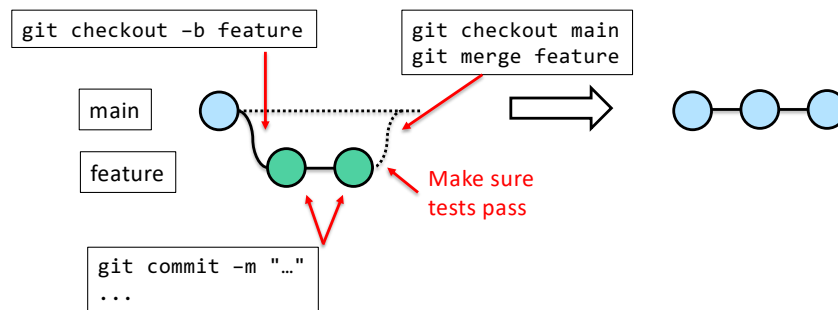 git checkout –b feature
git checkout main
git merge feature
main
feature
Make sure
tests pass
git commit –m "…"
...